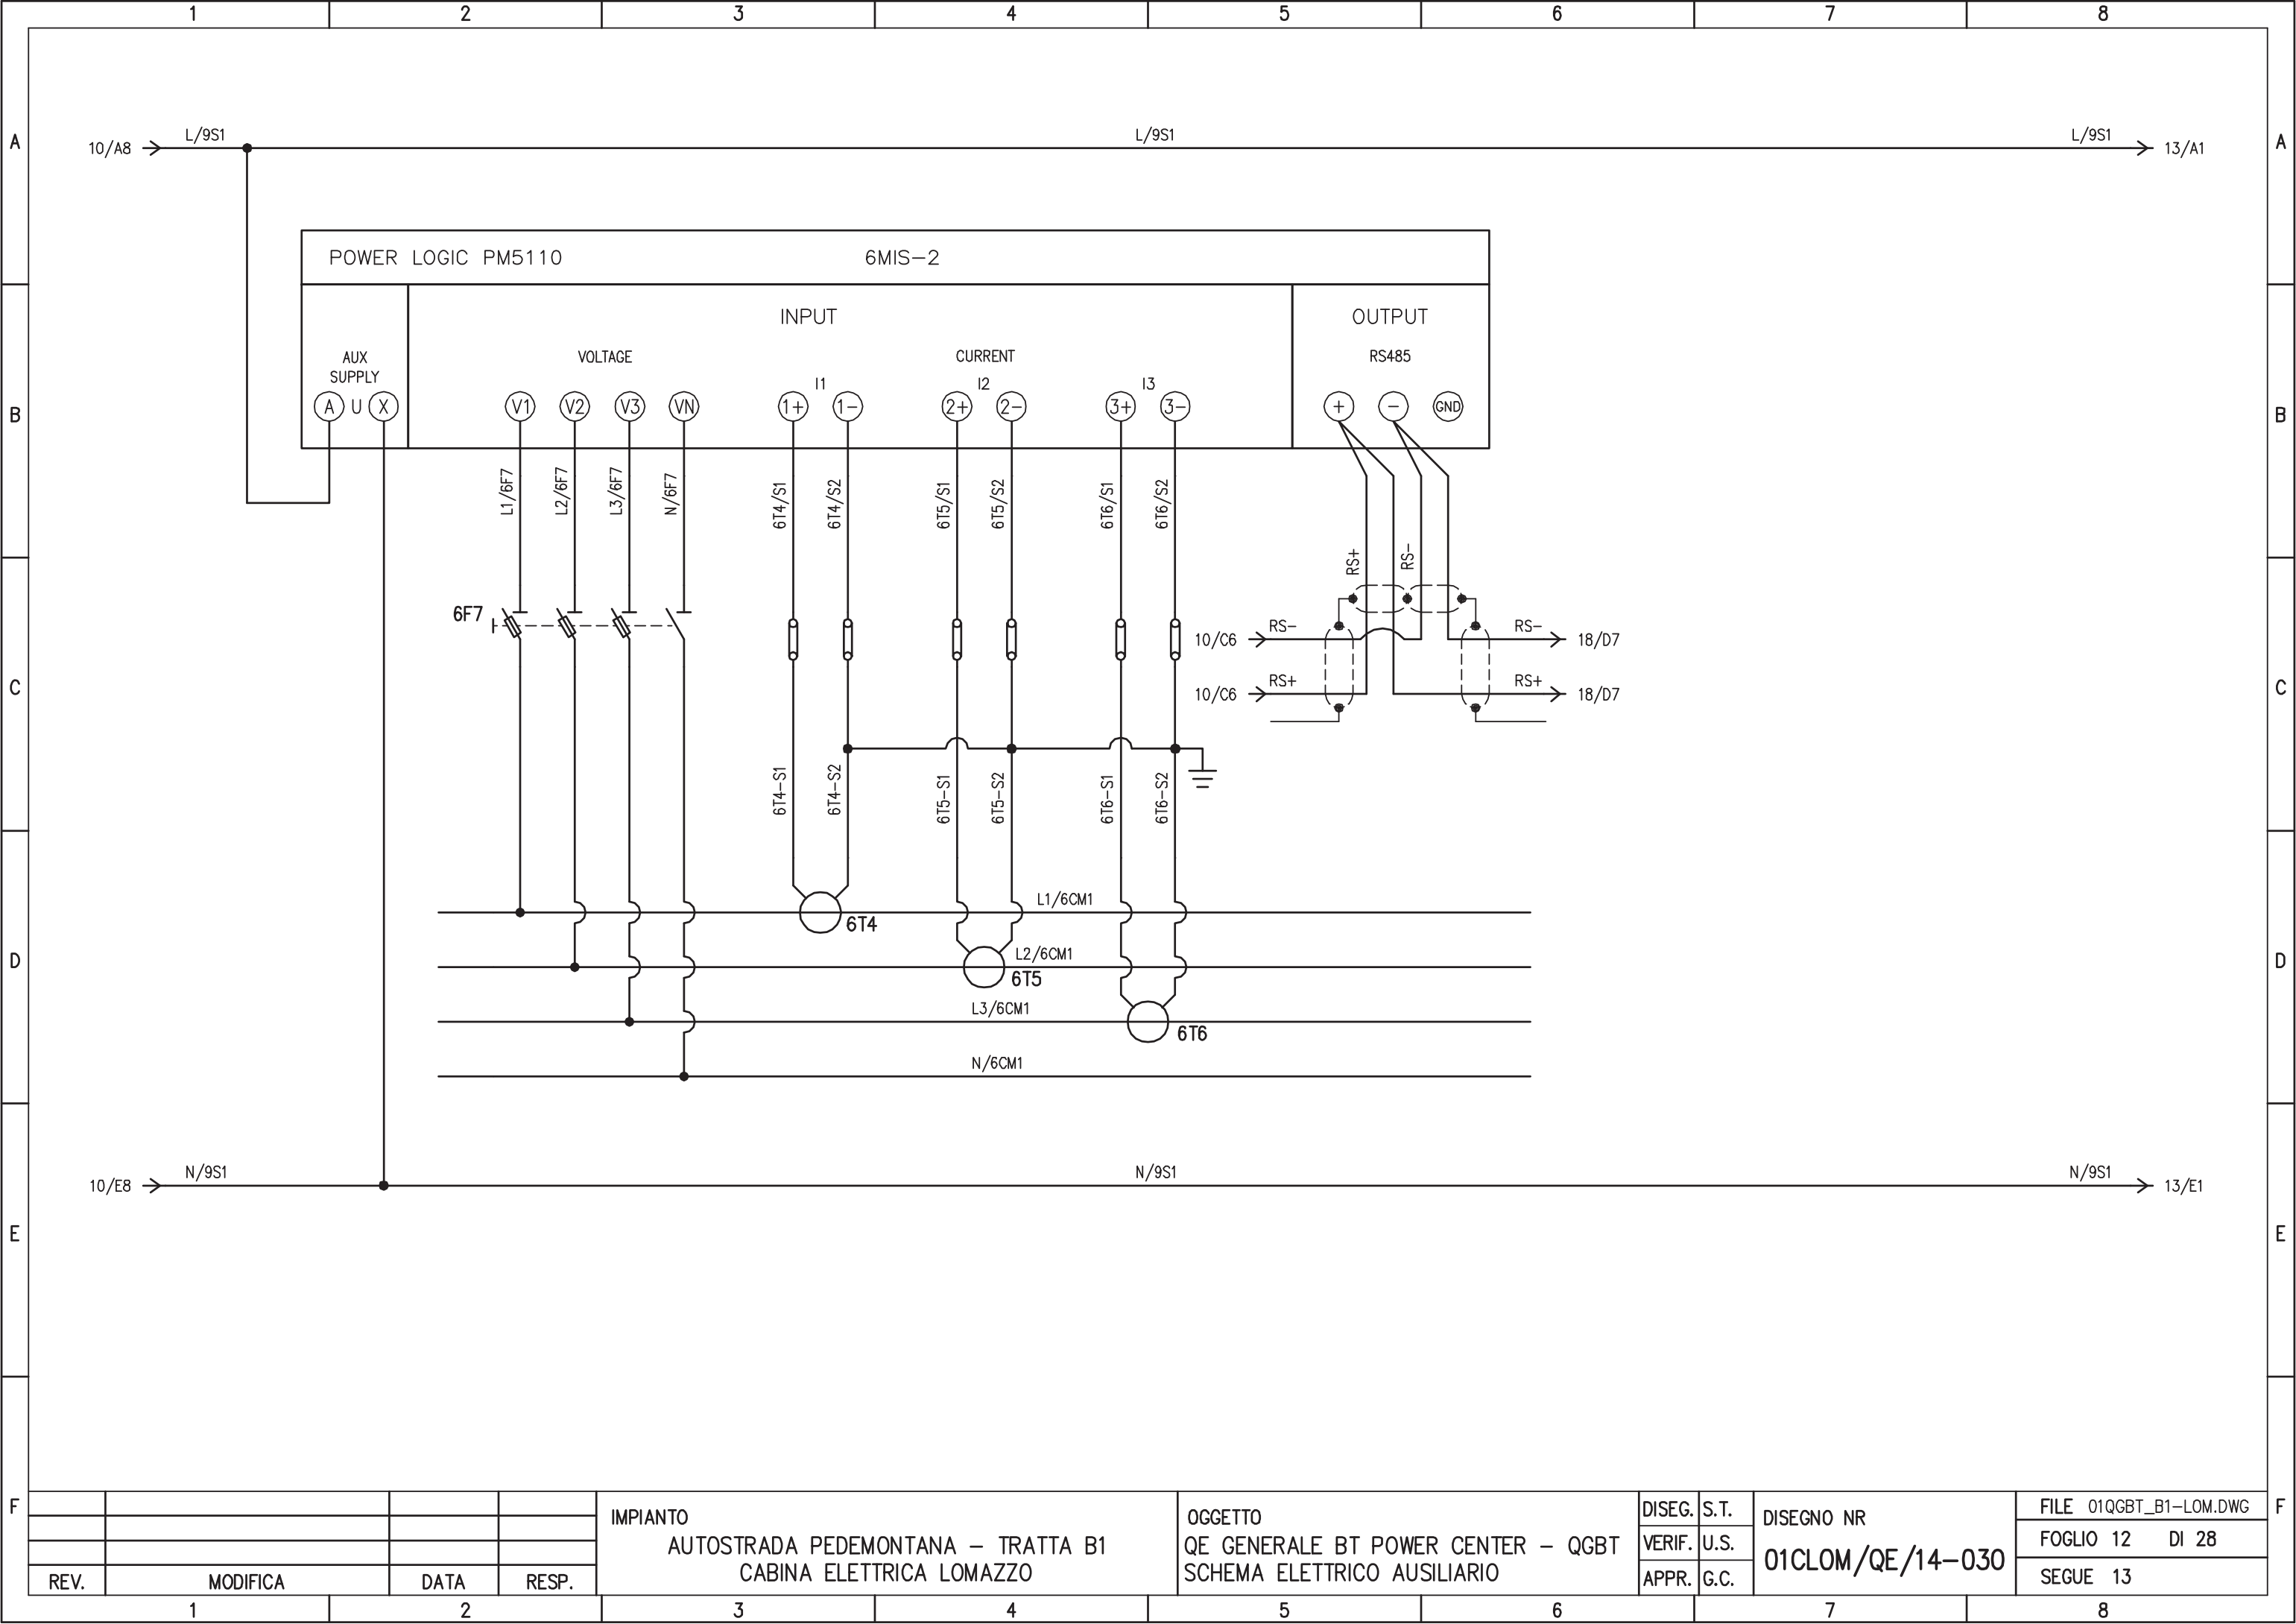 1 2 3 4 5 6 7 8
A A
10/A8 L/9S1 L/9S1 L/9S1 13/A1
POWER LOGIC PM5110 6MIS-2
INPUT OUTPUT
AUX SUPPLY VOLTAGE CURRENT RS485
I1 I2 I3
B A U X V1 V2 V3 VN 1+ 1- 2+ 2- 3+ 3- + - GND B
L1/6F7 L2/6F7 L3/6F7 N/6F7 6T4/S1 6T4/S2 6T5/S1 6T5/S2 6T6/S1 6T6/S2
RS+ RS-
6F7
10/C6 RS- RS- 18/D7
C C
10/C6 RS+ RS+ 18/D7
6T4-S1 6T4-S2 6T5-S1 6T5-S2 6T6-S1 6T6-S2
L1/6CM1
6T4
D L2/6CM1 D
6T5
L3/6CM1
6T6
N/6CM1
10/E8 N/9S1 N/9S1 N/9S1 13/E1
E E
F F
REV. MODIFICA DATA RESP.
IMPIANTO
AUTOSTRADA PEDEMONTANA - TRATTA B1
CABINA ELETTRICA LOMAZZO
OGGETTO
QE GENERALE BT POWER CENTER - QGBT
SCHEMA ELETTRICO AUSILIARIO
DISEG. S.T.
VERIF. U.S.
APPR. G.C.
DISEGNO NR
01CLOM/QE/14-030
FILE 01QGBT_B1-LOM.DWG
FOGLIO 12 DI 28
SEGUE 13
1 2 3 4 5 6 7 8